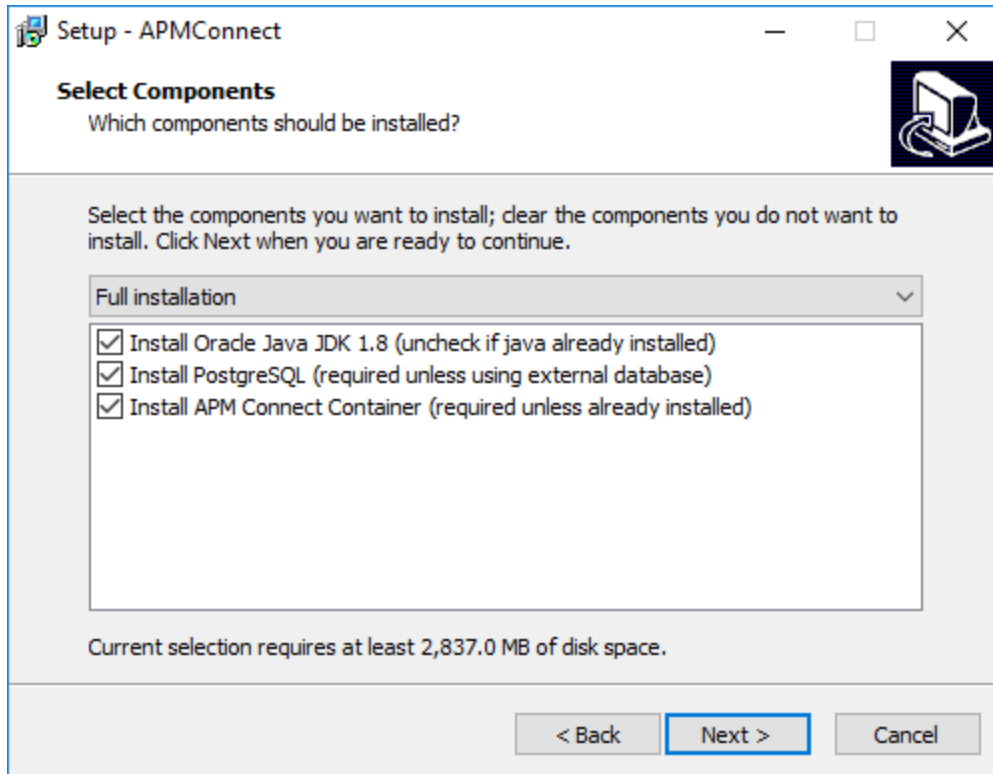 Setup - APMConnect
Select Components
Which components should be installed?
Select the components you want to install; clear the components you do not want to
install. Click Next when you are ready to continue.
Full installation
Install Oracle Java JDK 1.8 (uncheck if java already installed)
Install PostgreSQL (required unless using external database)
Install APM Connect Container (required unless already installed)
Current selection requires at least 2,837.0 MB of disk space.
< Back Next > Cancel